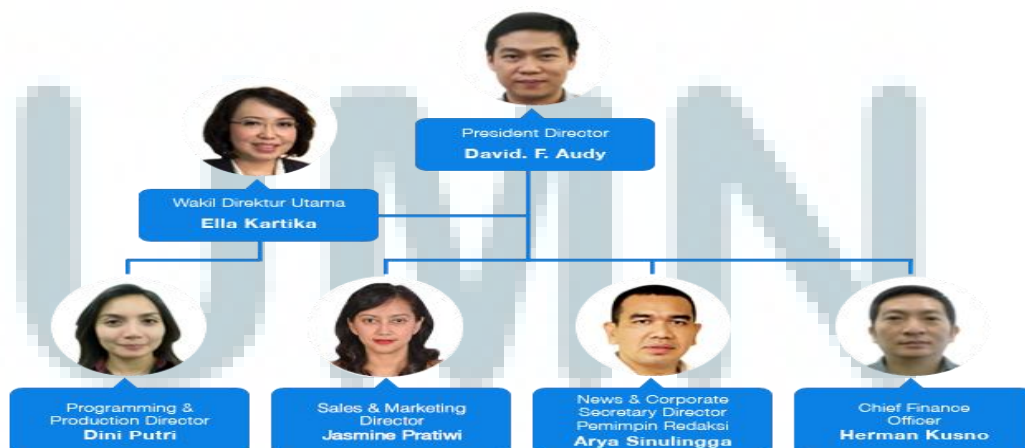 President Director
David. F. Audy
Wakil Direktur Utama
Ella Kartika
Programming &
Production Director
Dini Putri
Sales & Marketing
Director
Jasmine Pratiwi
News & Corporate
Secretary Director
Pemimpin Redaksi
Arya Sinulingga
Chief Finance
Officer
Herman Kusno
UMN